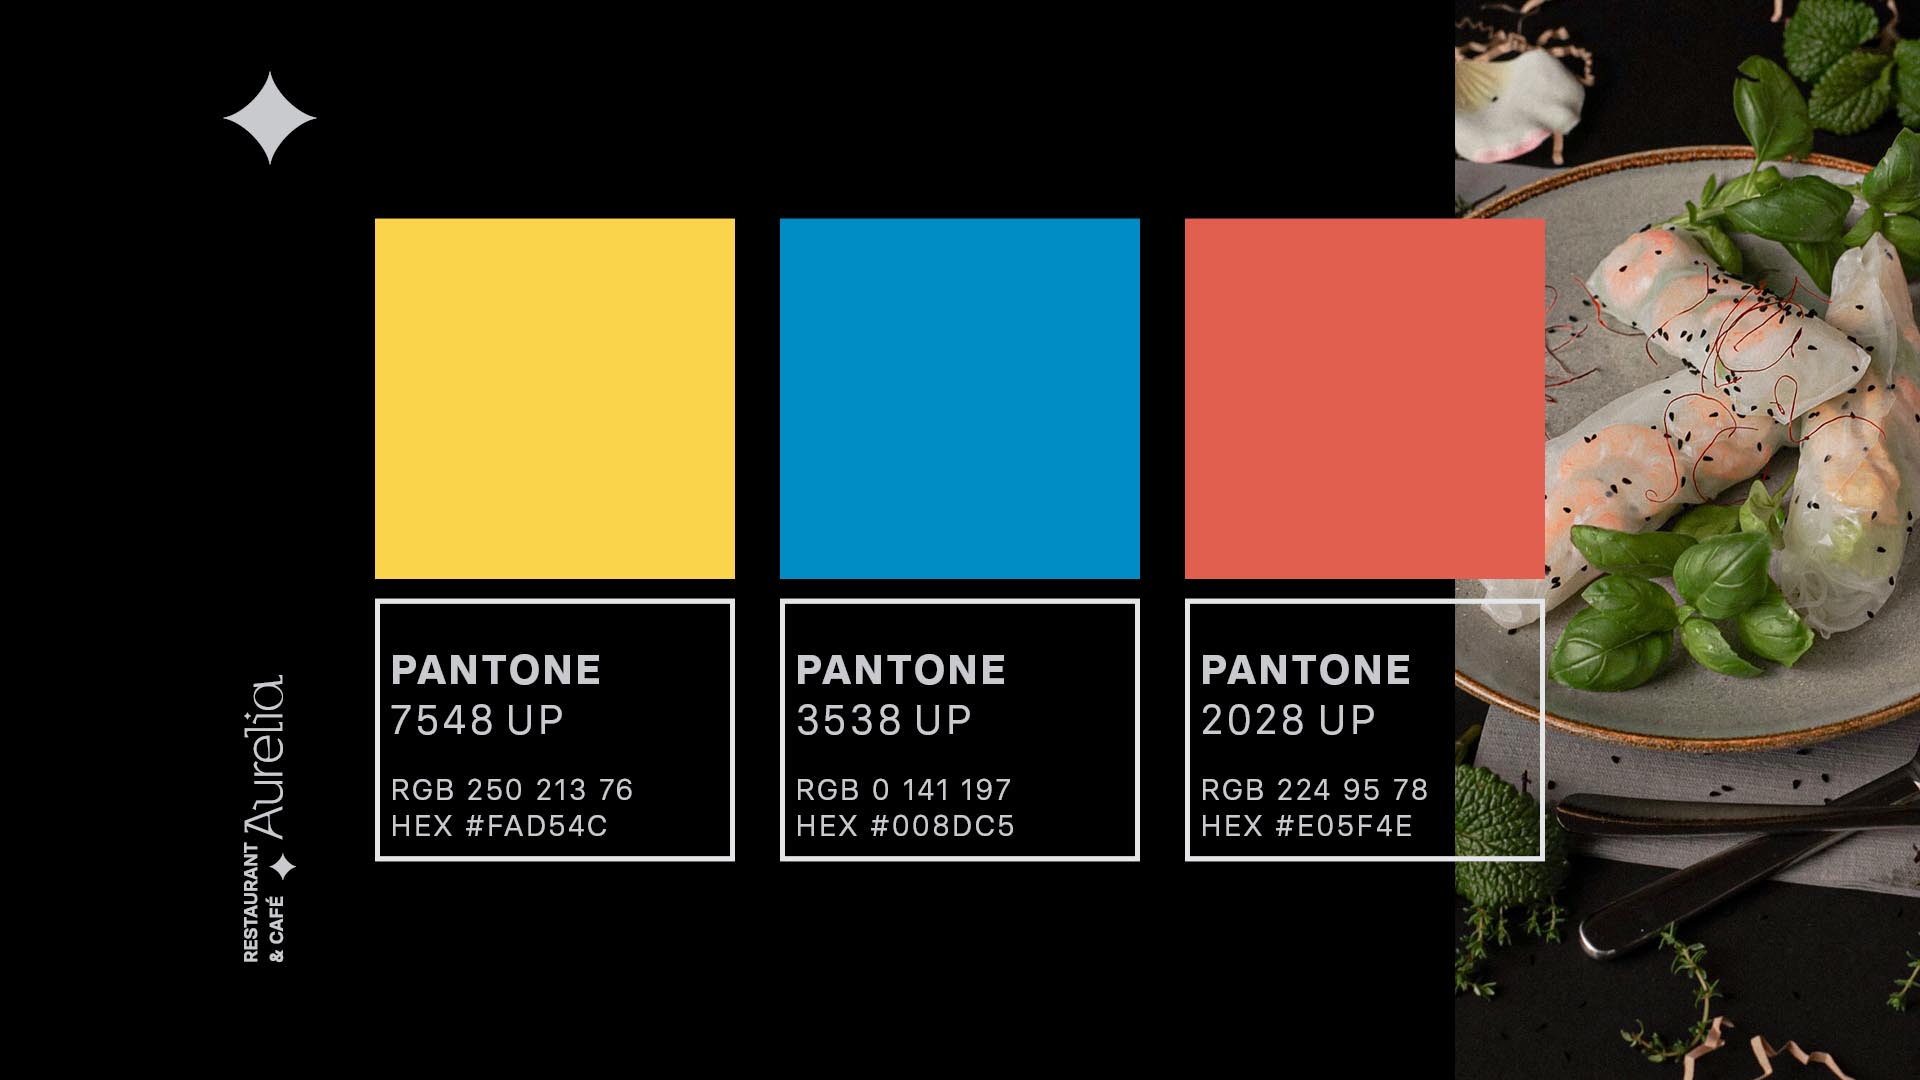 PANTONE
7548 UP
RGB 250 213 76
HEX #FAD54C
PANTONE
3538 UP
RGB 0 141 197
HEX #008DC5
PANTONE
2028 UP
RGB 224 95 78
HEX #E05F4E
RESTAURANT
& CAFÉ
Aurelia